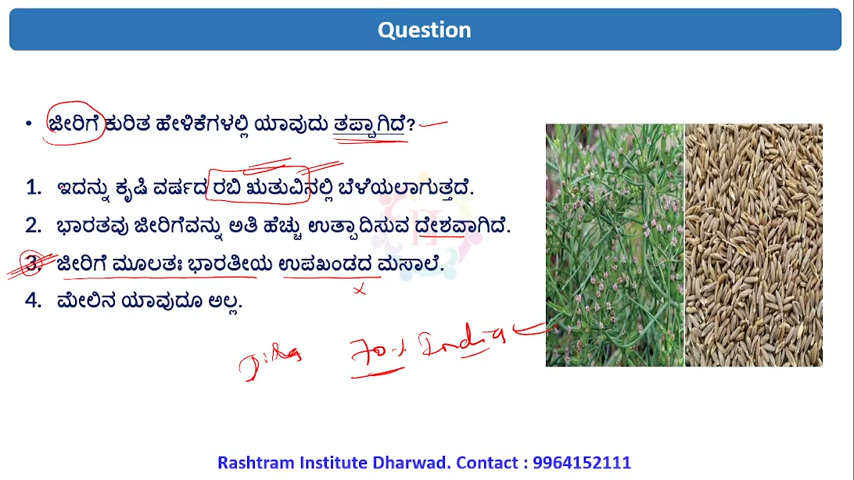 Question
• ಜೀರಿಗೆ ಕುರಿತ ಹೇಳಿಕೆಗಳಲ್ಲಿ ಯಾವುದು ತಪ್ಪಾಗಿದೆ?
1. ಇದನ್ನು ಕೃಷಿ ವರ್ಷದ ರಬಿ ಋತುವಿನಲ್ಲಿ ಬೆಳೆಯಲಾಗುತ್ತದೆ.
2. ಭಾರತವು ಜೀರಿಗೆವನ್ನು ಅತಿ ಹೆಚ್ಚು ಉತ್ಪಾದಿಸುವ ದೇಶವಾಗಿದೆ.
3. ಜೀರಿಗೆ ಮೂಲತಃ ಭಾರತೀಯ ಉಪಖಂಡದ ಮಸಾಲೆ.
4. ಮೇಲಿನ ಯಾವುದೂ ಅಲ್ಲ.
70% India
Rashtram Institute Dharwad. Contact : 9964152111